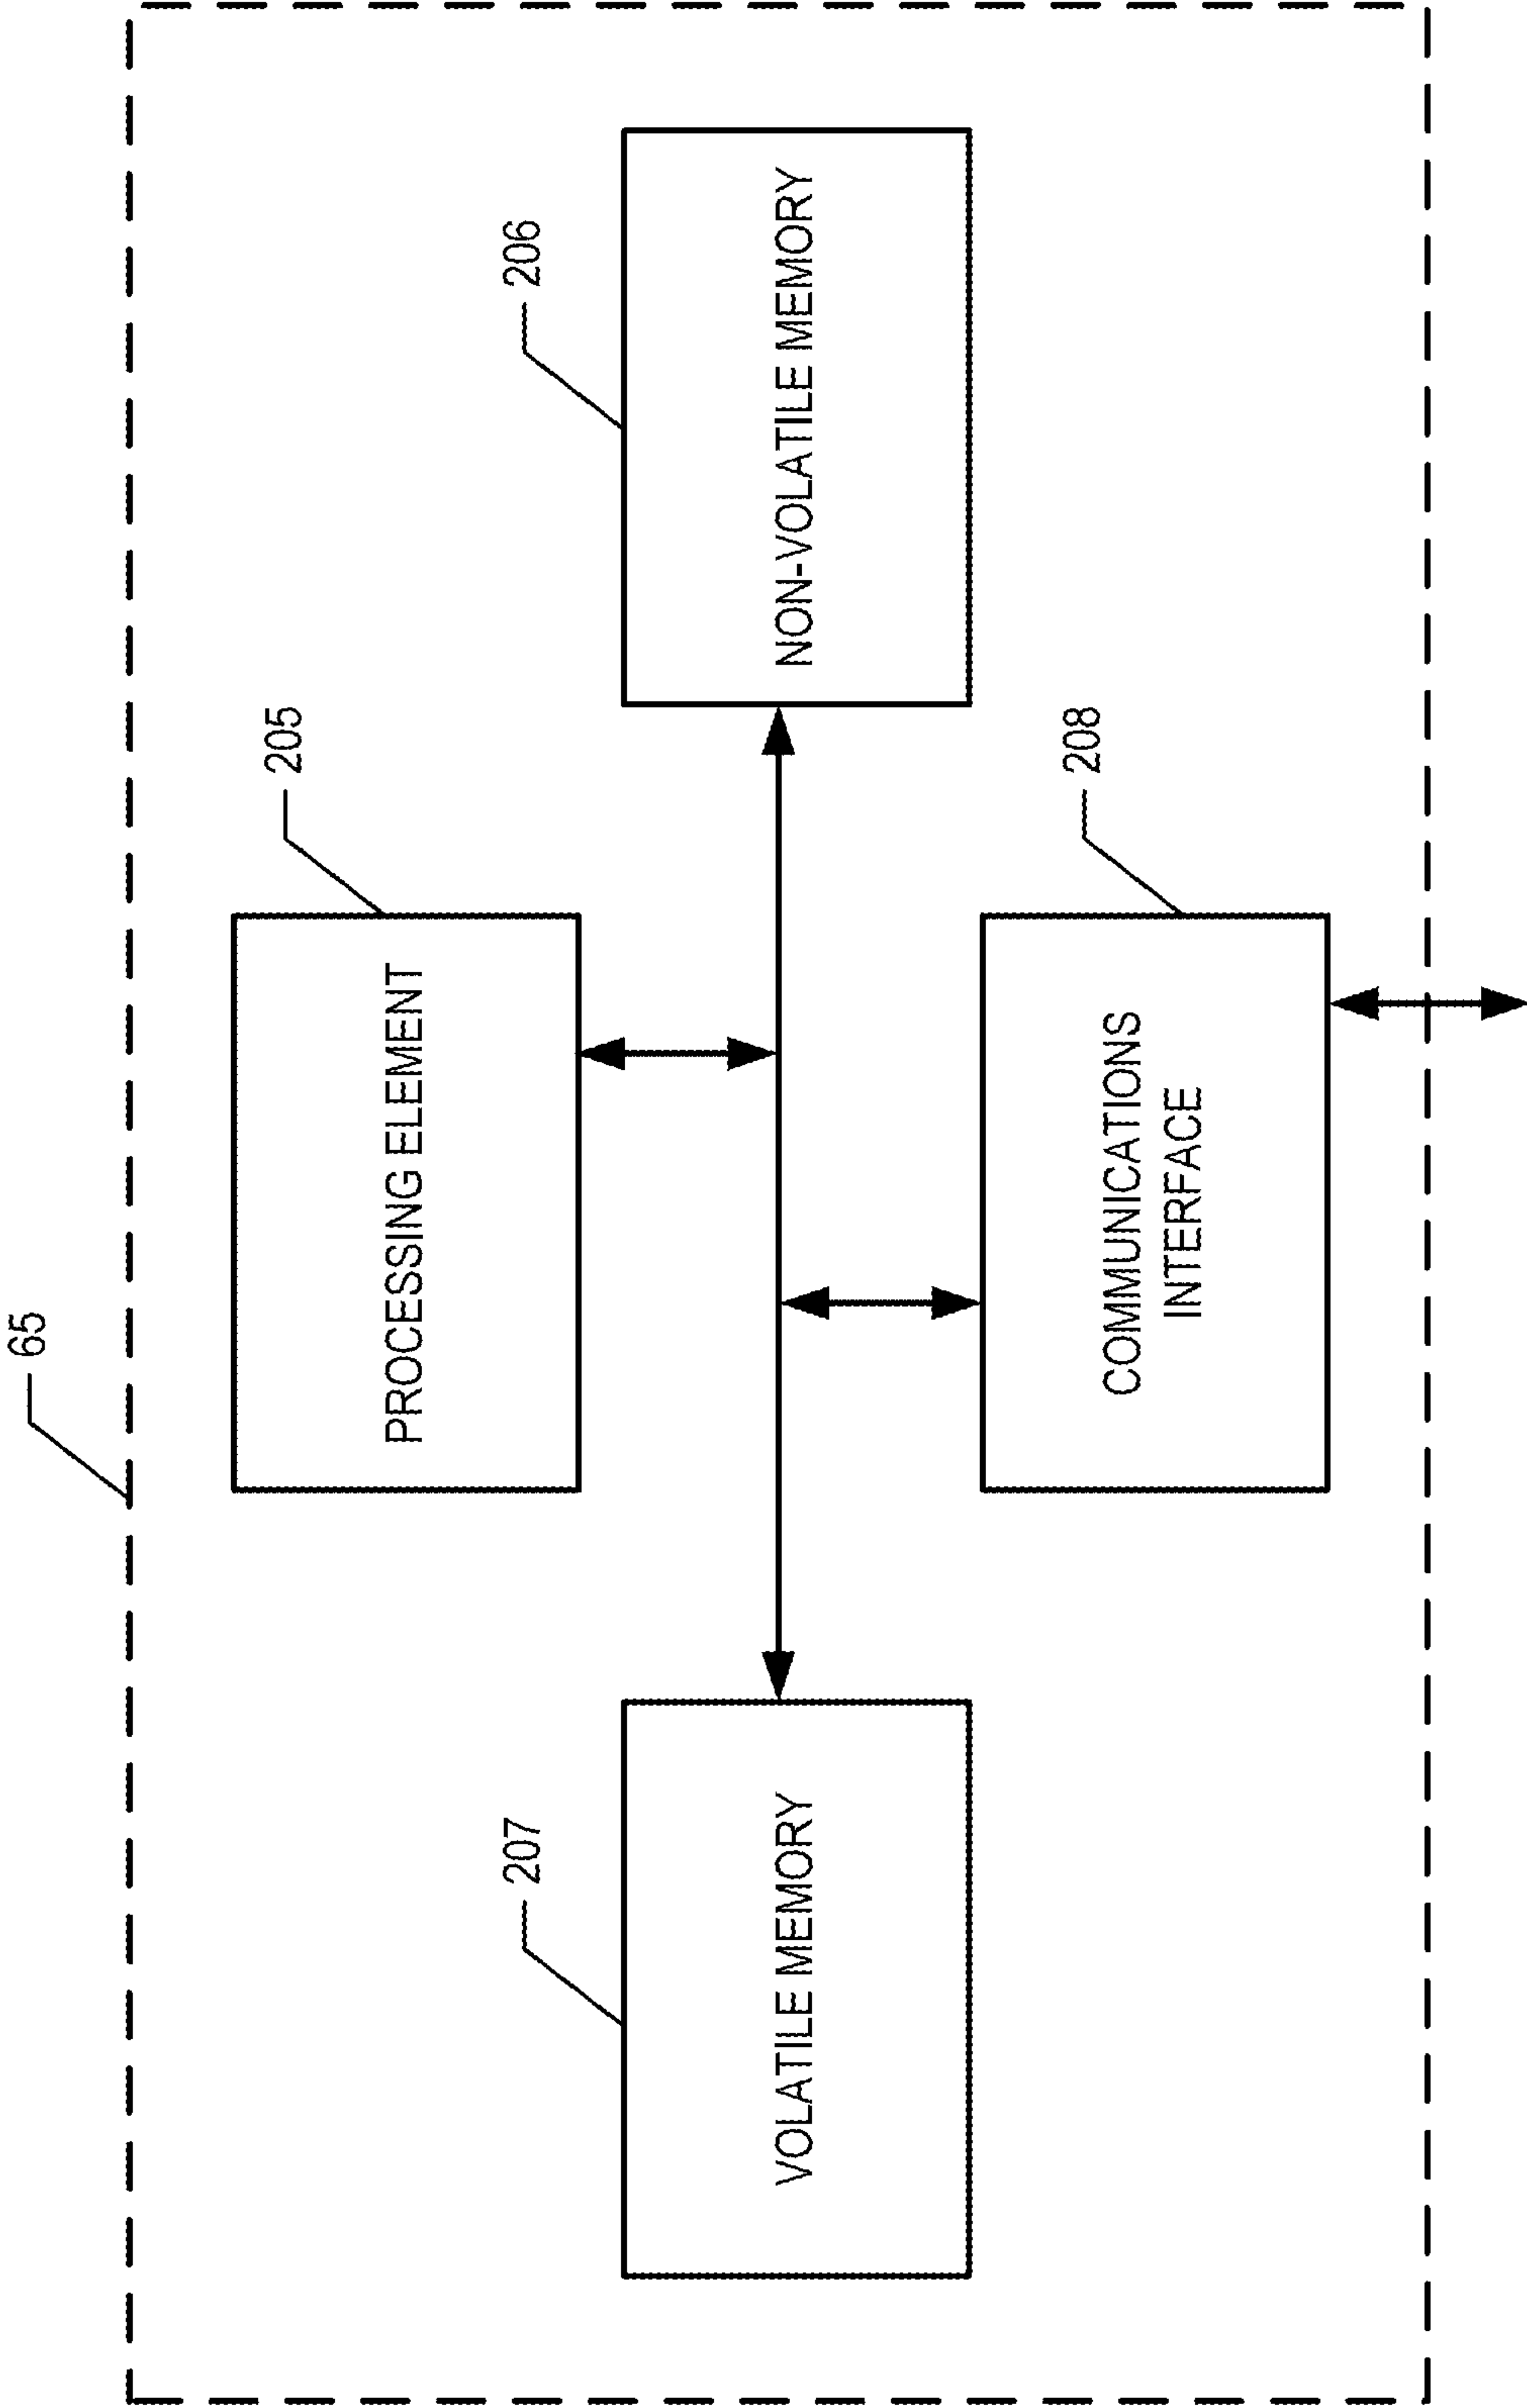 65
205
PROCESSING ELEMENT
207
206
VOLATILE MEMORY
NON-VOLATILE MEMORY
208
COMMUNICATIONS
INTERFACE